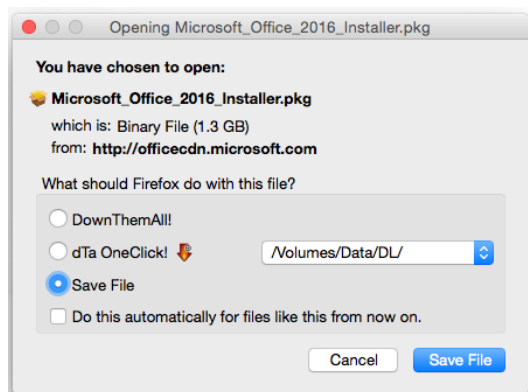 Opening Microsoft_Office_2016_Installer.pkg
You have chosen to open:
Microsoft_Office_2016_Installer.pkg
which is: Binary File (1.3 GB)
from: http://officecdn.microsoft.com
What should Firefox do with this file?
DownThemAll!
dTa OneClick! /Volumes/Data/DL/
Save File
Do this automatically for files like this from now on.
Cancel Save File